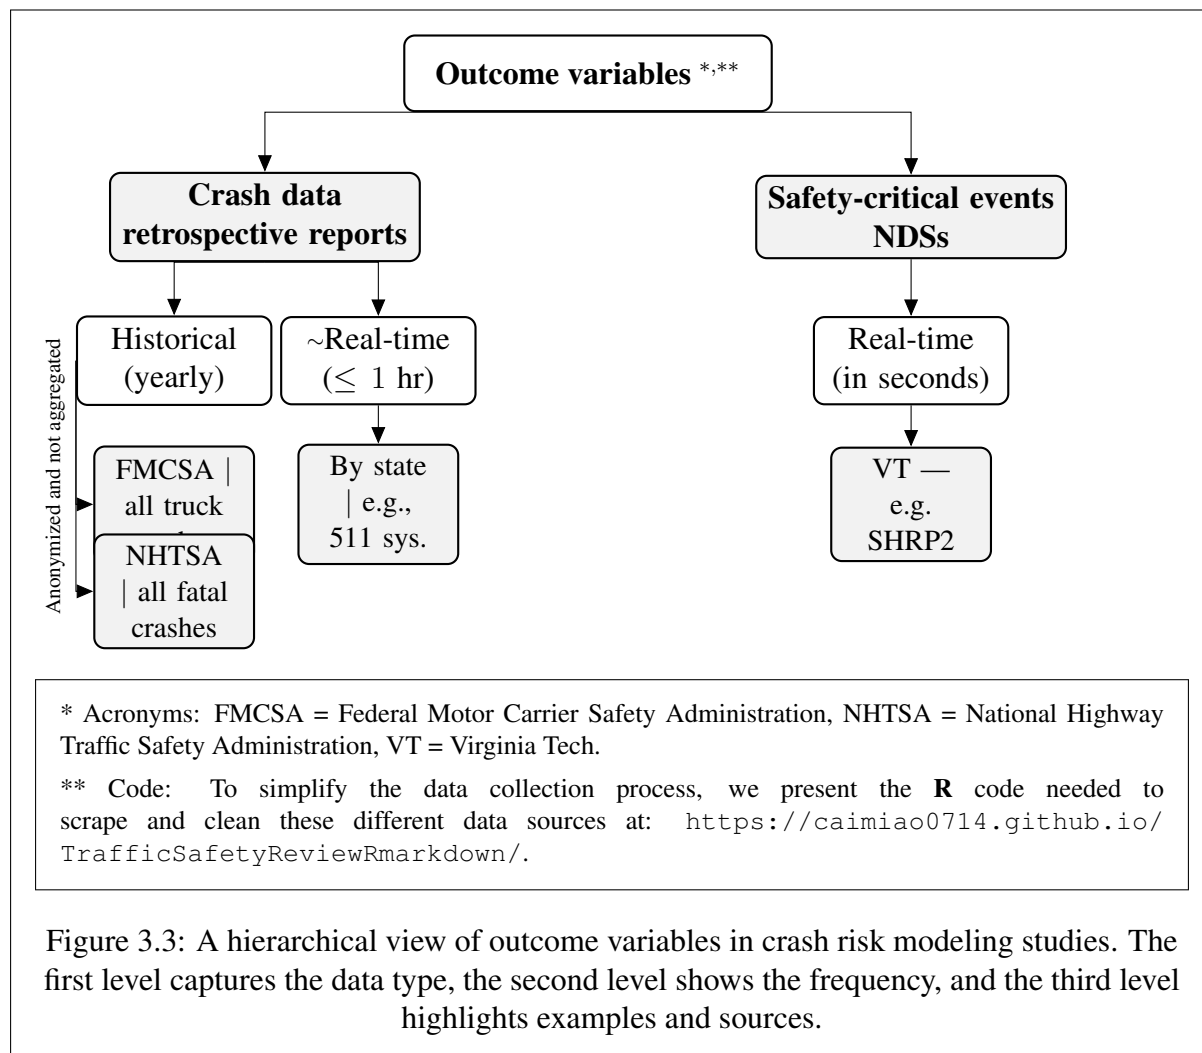 Outcome variables *,**
Crash data
retrospective reports
Safety-critical events
NDSs
Historical
(yearly)
~Real-time
(≤ 1 hr)
Real-time
(in seconds)
Anonymized and not aggregated
FMCSA |
all truck
NHTSA
| all fatal
crashes
By state
| e.g.,
511 sys.
VT —
e.g.
SHRP2
* Acronyms: FMCSA = Federal Motor Carrier Safety Administration, NHTSA = National Highway
Traffic Safety Administration, VT = Virginia Tech.
** Code: To simplify the data collection process, we present the R code needed to
scrape and clean these different data sources at: https://caimiao0714.github.io/
TrafficSafetyReviewRmarkdown/.
Figure 3.3: A hierarchical view of outcome variables in crash risk modeling studies. The
first level captures the data type, the second level shows the frequency, and the third level
highlights examples and sources.